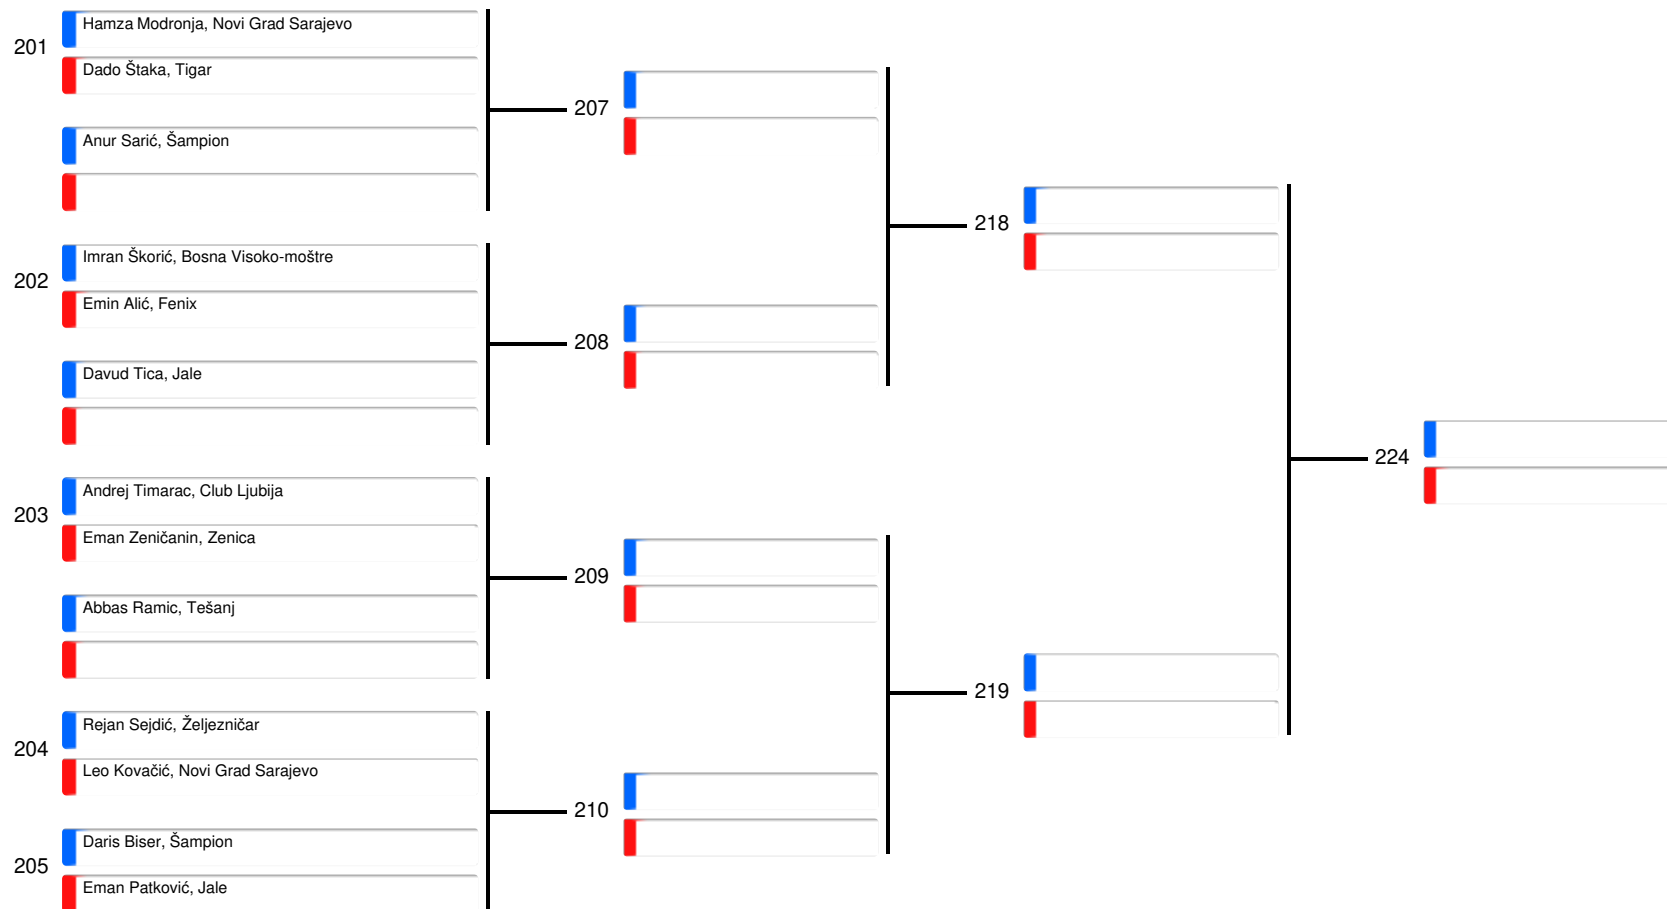 201
Hamza Modronja, Novi Grad Sarajevo
Dado Štaka, Tigar
207
Anur Sarić, Šampion
218
202
Imran Škorić, Bosna Visoko-moštre
Emin Alić, Fenix
208
Davud Tica, Jale
224
203
Andrej Timarac, Club Ljubija
Eman Zeničanin, Zenica
209
Abbas Ramic, Tešanj
219
204
Rejan Sejdić, Željezničar
Leo Kovačić, Novi Grad Sarajevo
210
205
Daris Biser, Šampion
Eman Patković, Jale